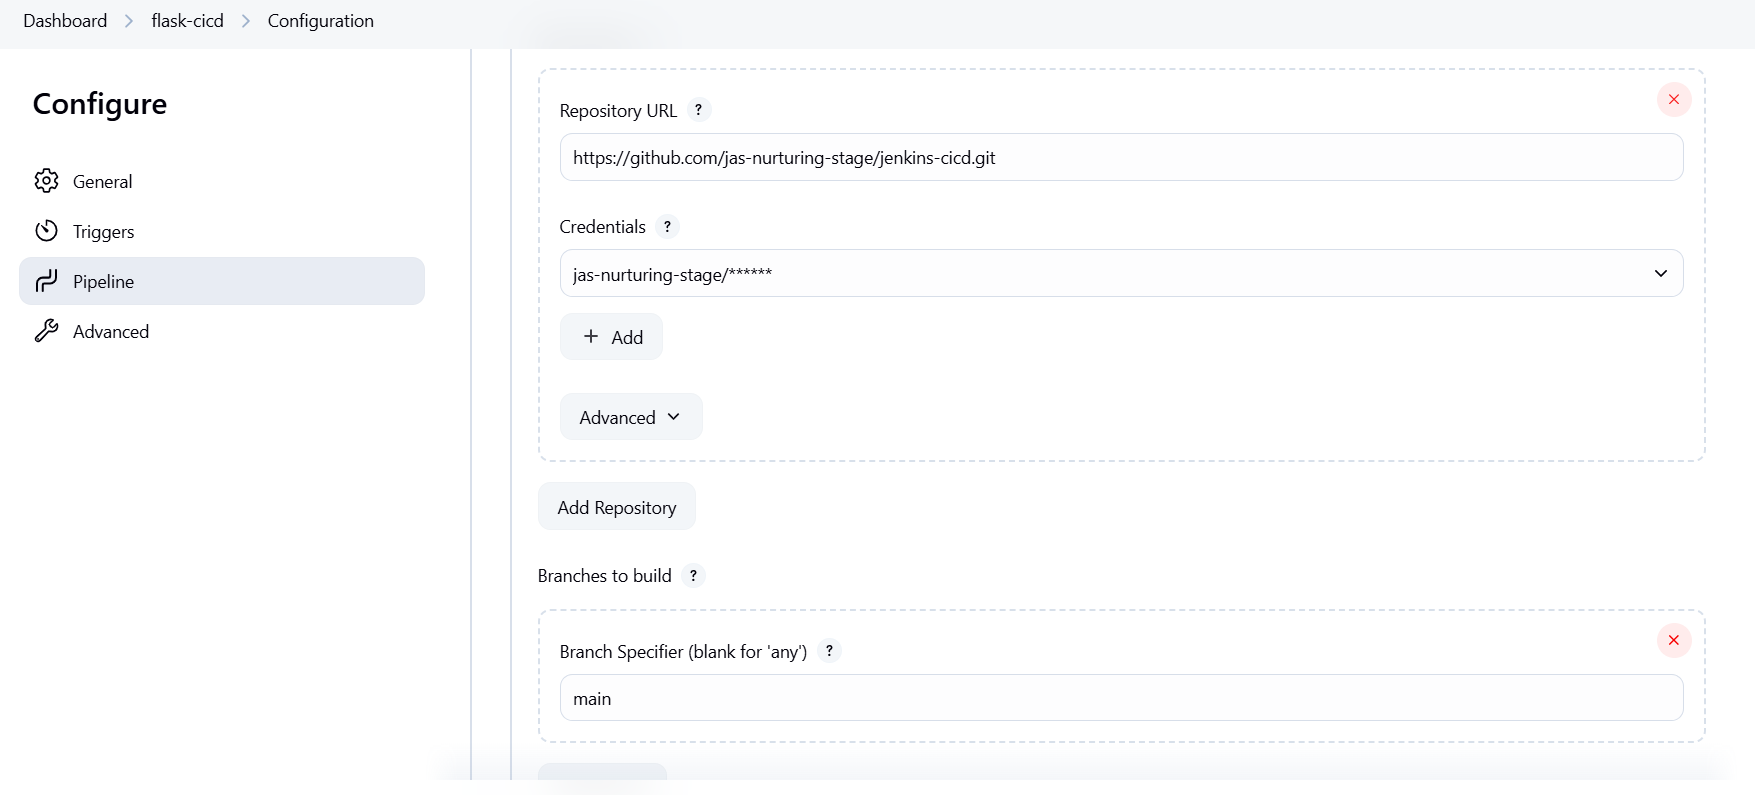 Dashboard > flask-cicd > Configuration
Configure
General
Triggers
Pipeline
Advanced
Repository URL ?
https://github.com/jas-nurturing-stage/jenkins-cicd.git
Credentials ?
jas-nurturing-stage/******
+ Add
Advanced
Add Repository
Branches to build ?
Branch Specifier (blank for 'any') ?
main